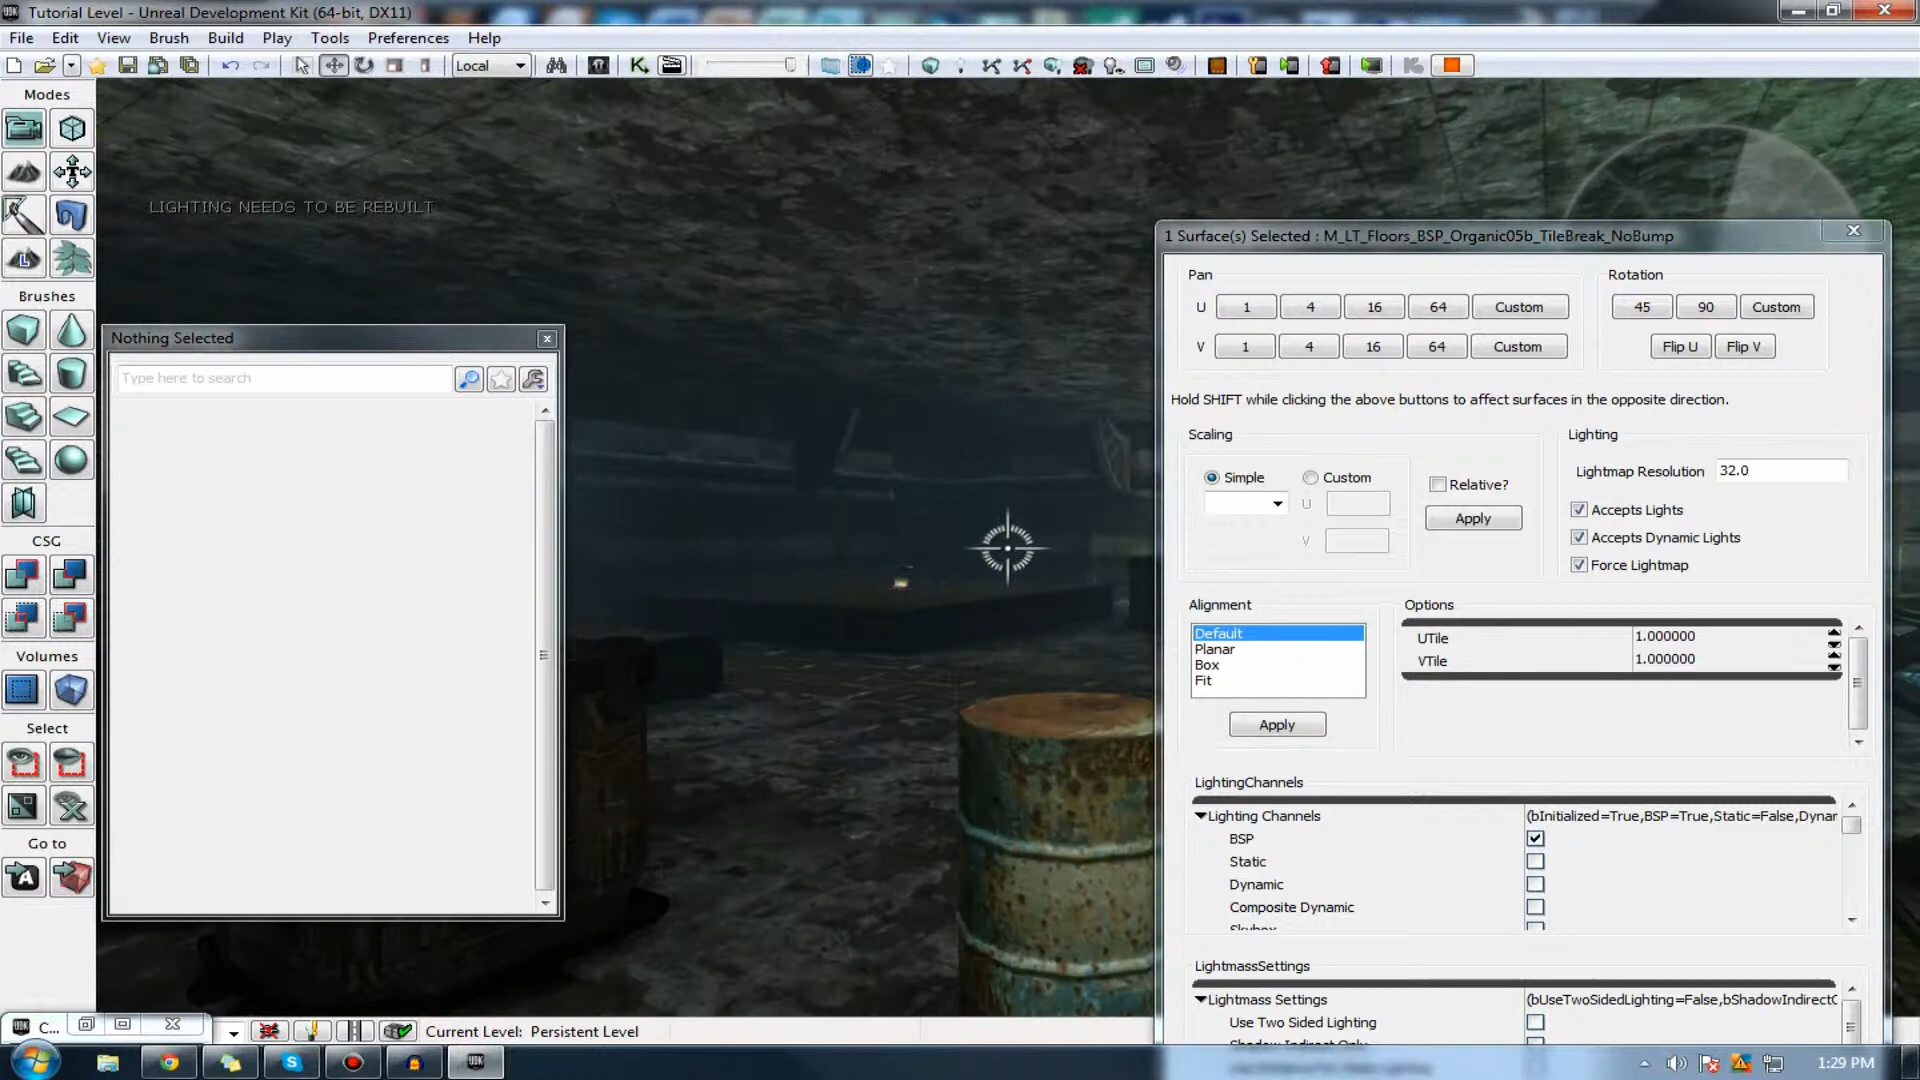 Tutorial Level - Unreal Development Kit (64-bit, DX11)
File Edit View Brush Build Play Tools Preferences Help
Local
Modes
LIGHTING NEEDS TO BE REBUILT
Brushes
CSG
Volumes
Select
Go to
Nothing Selected
Type here to search
1 Surface(s) Selected : M_LT_Floors_BSP_Organic05b_TileBreak_NoBump
Pan
U 1 4 16 64 Custom
V 1 4 16 64 Custom
Rotation
45 90 Custom
Flip U Flip V
Hold SHIFT while clicking the above buttons to affect surfaces in the opposite direction.
Scaling
Simple Custom
U
V
Relative?
Apply
Lighting
Lightmap Resolution 32.0
Accepts Lights
Accepts Dynamic Lights
Force Lightmap
Alignment
Default
Planar
Box
Fit
Apply
Options
UTile 1.000000
VTile 1.000000
LightingChannels
Lighting Channels (bInitialized=True,BSP=True,Static=False,Dynar
BSP
Static
Dynamic
Composite Dynamic
Skybox
LightmassSettings
Lightmass Settings (bUseTwoSidedLighting=False,bShadowIndirectO
Use Two Sided Lighting
Shadow Indirect Only
C...
Current Level: Persistent Level
1:29 PM